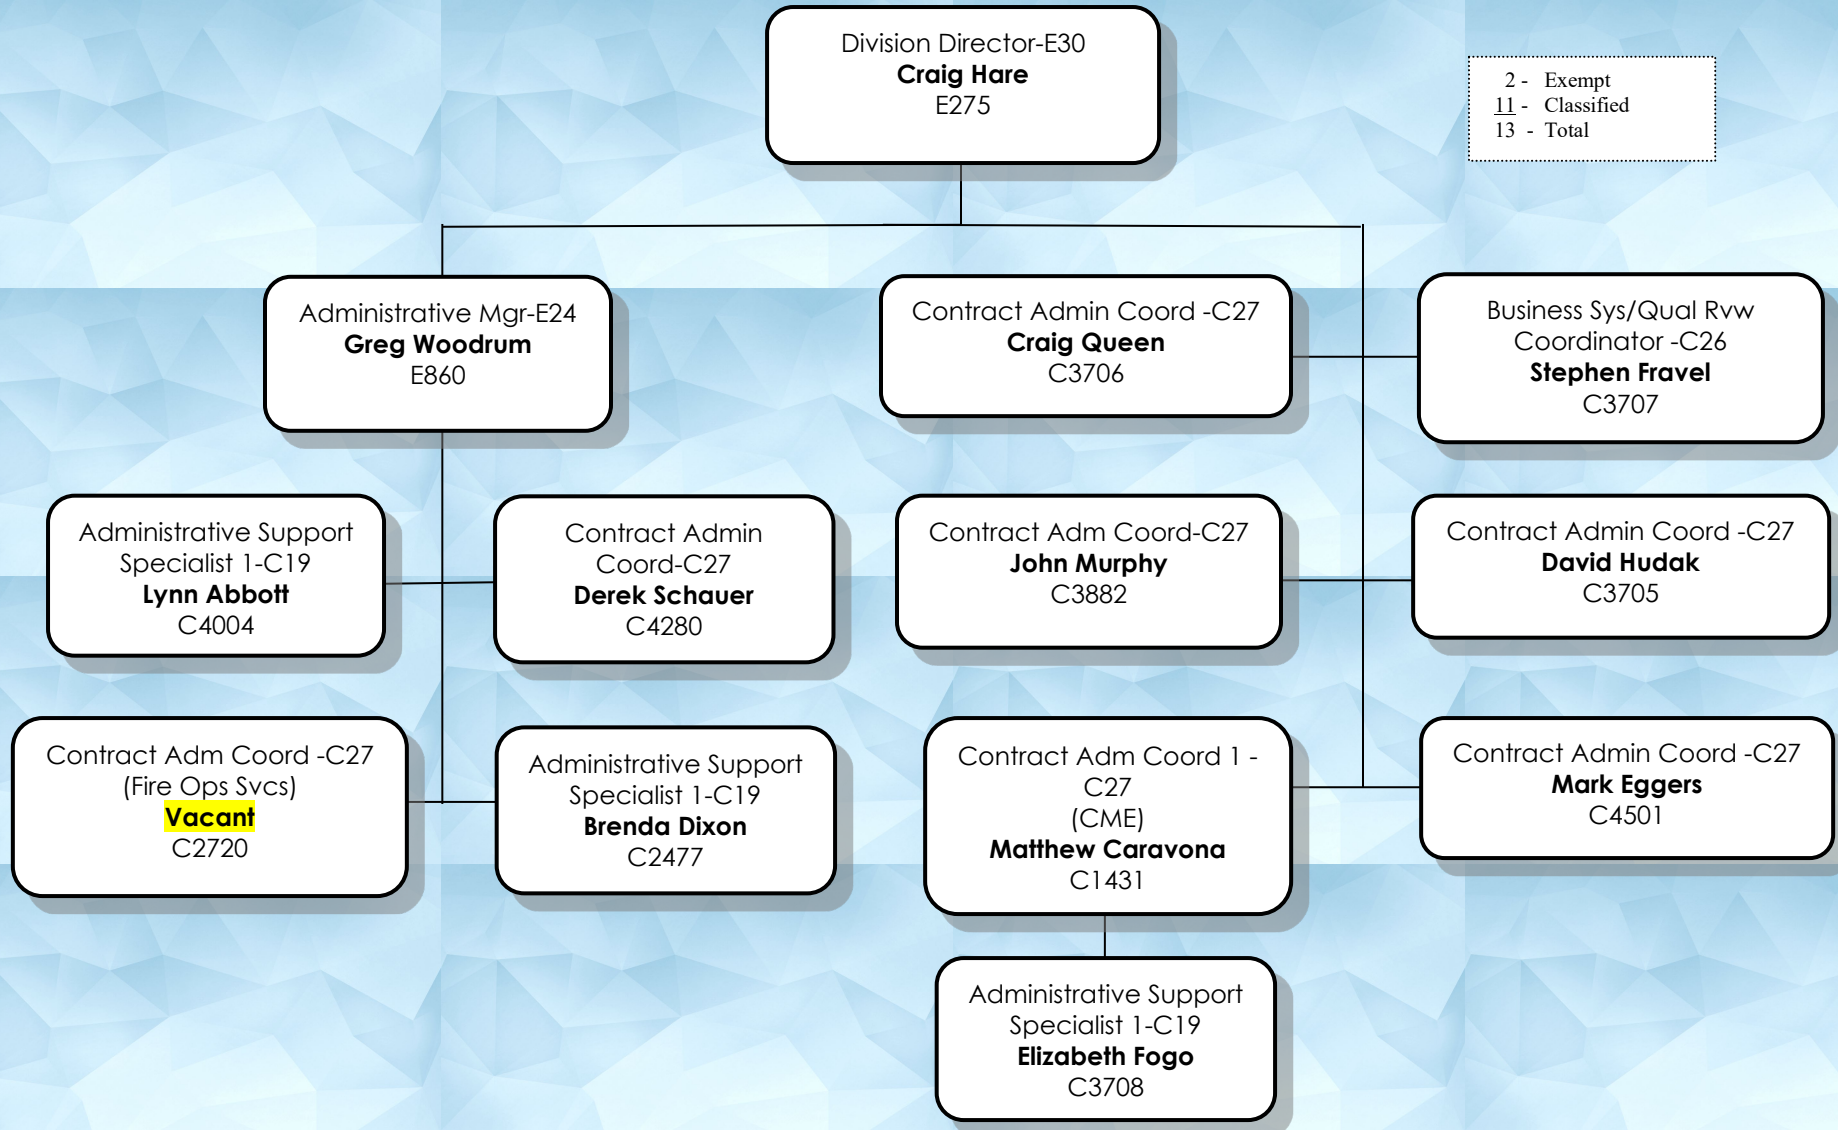 Division Director-E30
Craig Hare
E275
2 - Exempt
11 - Classified
13 - Total
Administrative Mgr-E24
Greg Woodrum
E860
Contract Admin Coord -C27
Craig Queen
C3706
Business Sys/Qual Rvw
Coordinator -C26
Stephen Fravel
C3707
Administrative Support
Specialist 1-C19
Lynn Abbott
C4004
Contract Admin
Coord-C27
Derek Schauer
C4280
Contract Adm Coord-C27
John Murphy
C3882
Contract Admin Coord -C27
David Hudak
C3705
Contract Adm Coord -C27
(Fire Ops Svcs)
Vacant
C2720
Administrative Support
Specialist 1-C19
Brenda Dixon
C2477
Contract Adm Coord 1 -
C27
(CME)
Matthew Caravona
C1431
Contract Admin Coord -C27
Mark Eggers
C4501
Administrative Support
Specialist 1-C19
Elizabeth Fogo
C3708